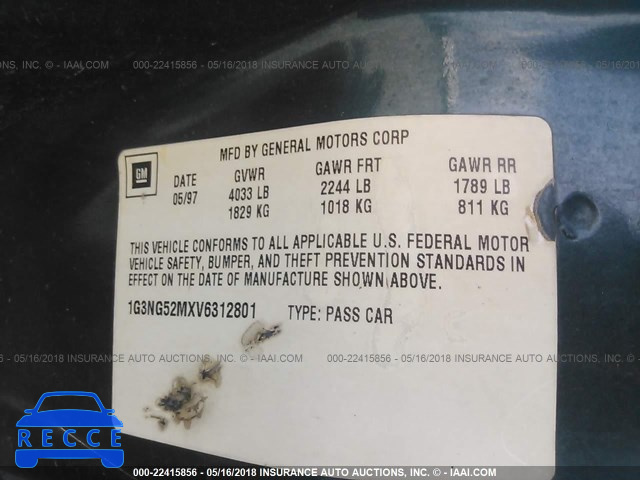 AUCTIONS, INC. © - IAAI.COM 000-22415856 - 05/16/2018 INSURANCE AUTO AUCTIONS, INC. © - IAAI.COM 000-22415856 - 05/16/2018 INSURANCE AUTO
MFD BY GENERAL MOTORS CORP
GM
DATE GVWR GAWR FRT GAWR RR
05/97 4033 LB 2244 LB 1789 LB
1829 KG 1018 KG 811 KG
THIS VEHICLE CONFORMS TO ALL APPLICABLE U.S. FEDERAL MOTOR
VEHICLE SAFETY, BUMPER, AND THEFT PREVENTION STANDARDS IN
EFFECT ON THE DATE OF MANUFACTURE SHOWN ABOVE.
1G3NG52MXV6312801 TYPE: PASS CAR
5856 - 05/16/2018 INSURANCE AUTO AUCTIONS, INC. © - IAAI.COM 000-22415856 - 05/16/2018 INSURANCE AUTO AUCTIONS, INC. ©
RECCE
000-22415856 - 05/16/2018 INSURANCE AUTO AUCTIONS, INC. © - IAAI.COM